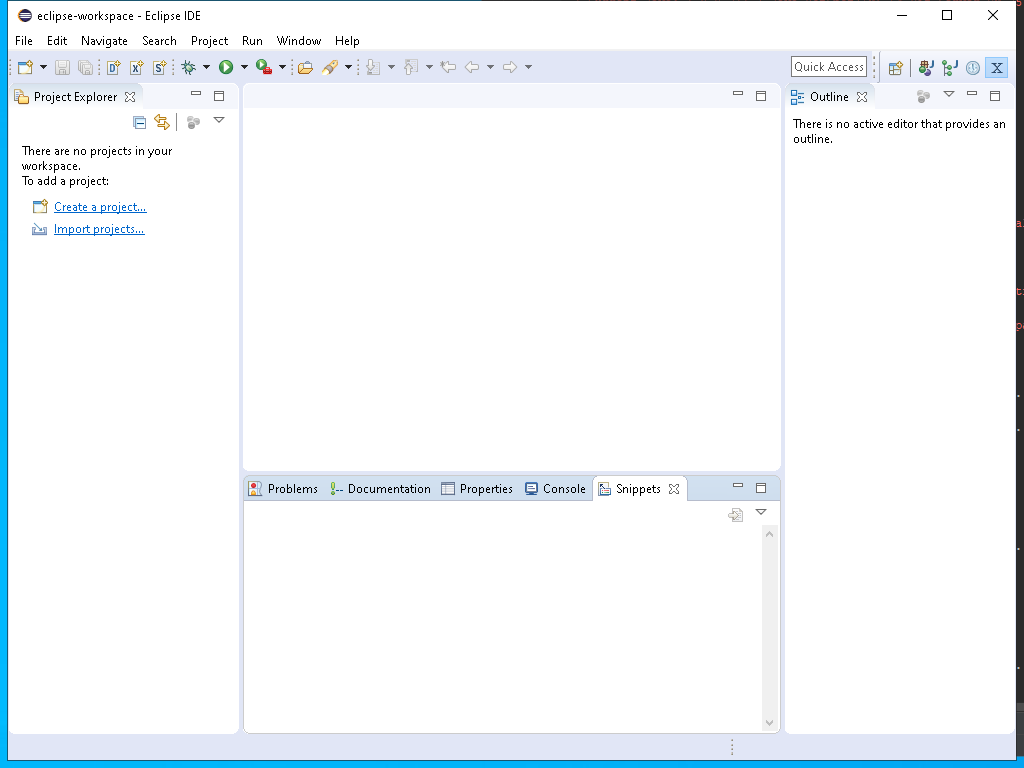 eclipse-workspace - Eclipse IDE
File Edit Navigate Search Project Run Window Help
Quick Access
Project Explorer
Outline
There are no projects in your
workspace.
To add a project:
Create a project...
Import projects...
There is no active editor that provides an
outline.
Problems Documentation Properties Console Snippets